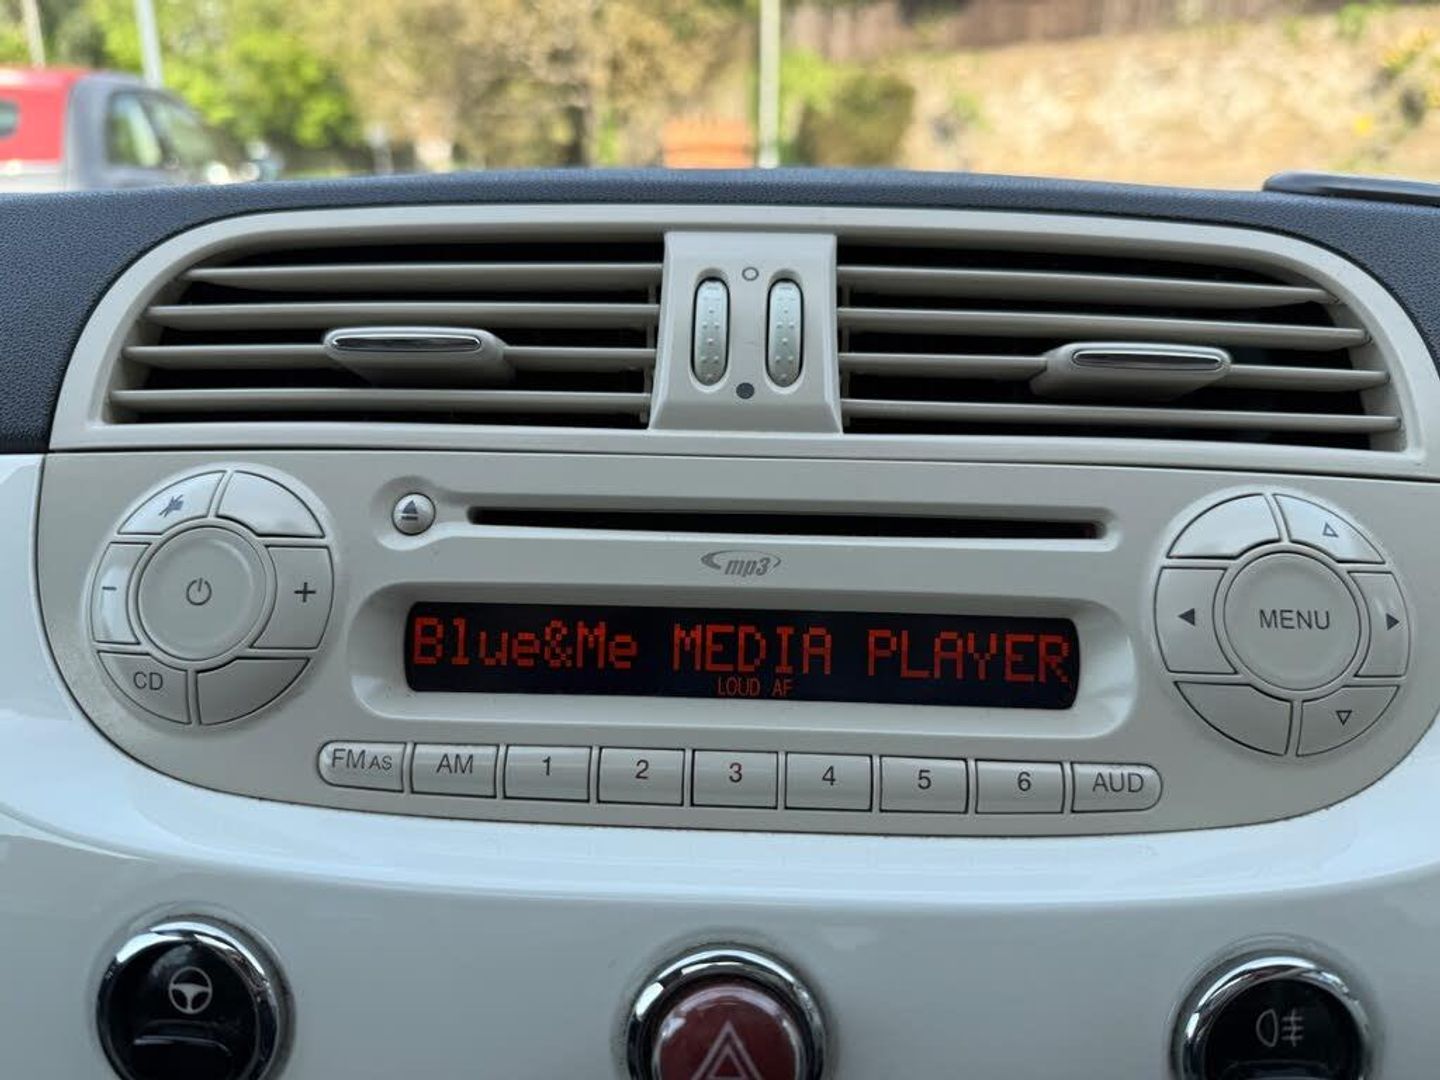 mp3
Blue&Me MEDIA PLAYER
LOUD AF
MENU
CD
FM AS AM 1 2 3 4 5 6 AUD